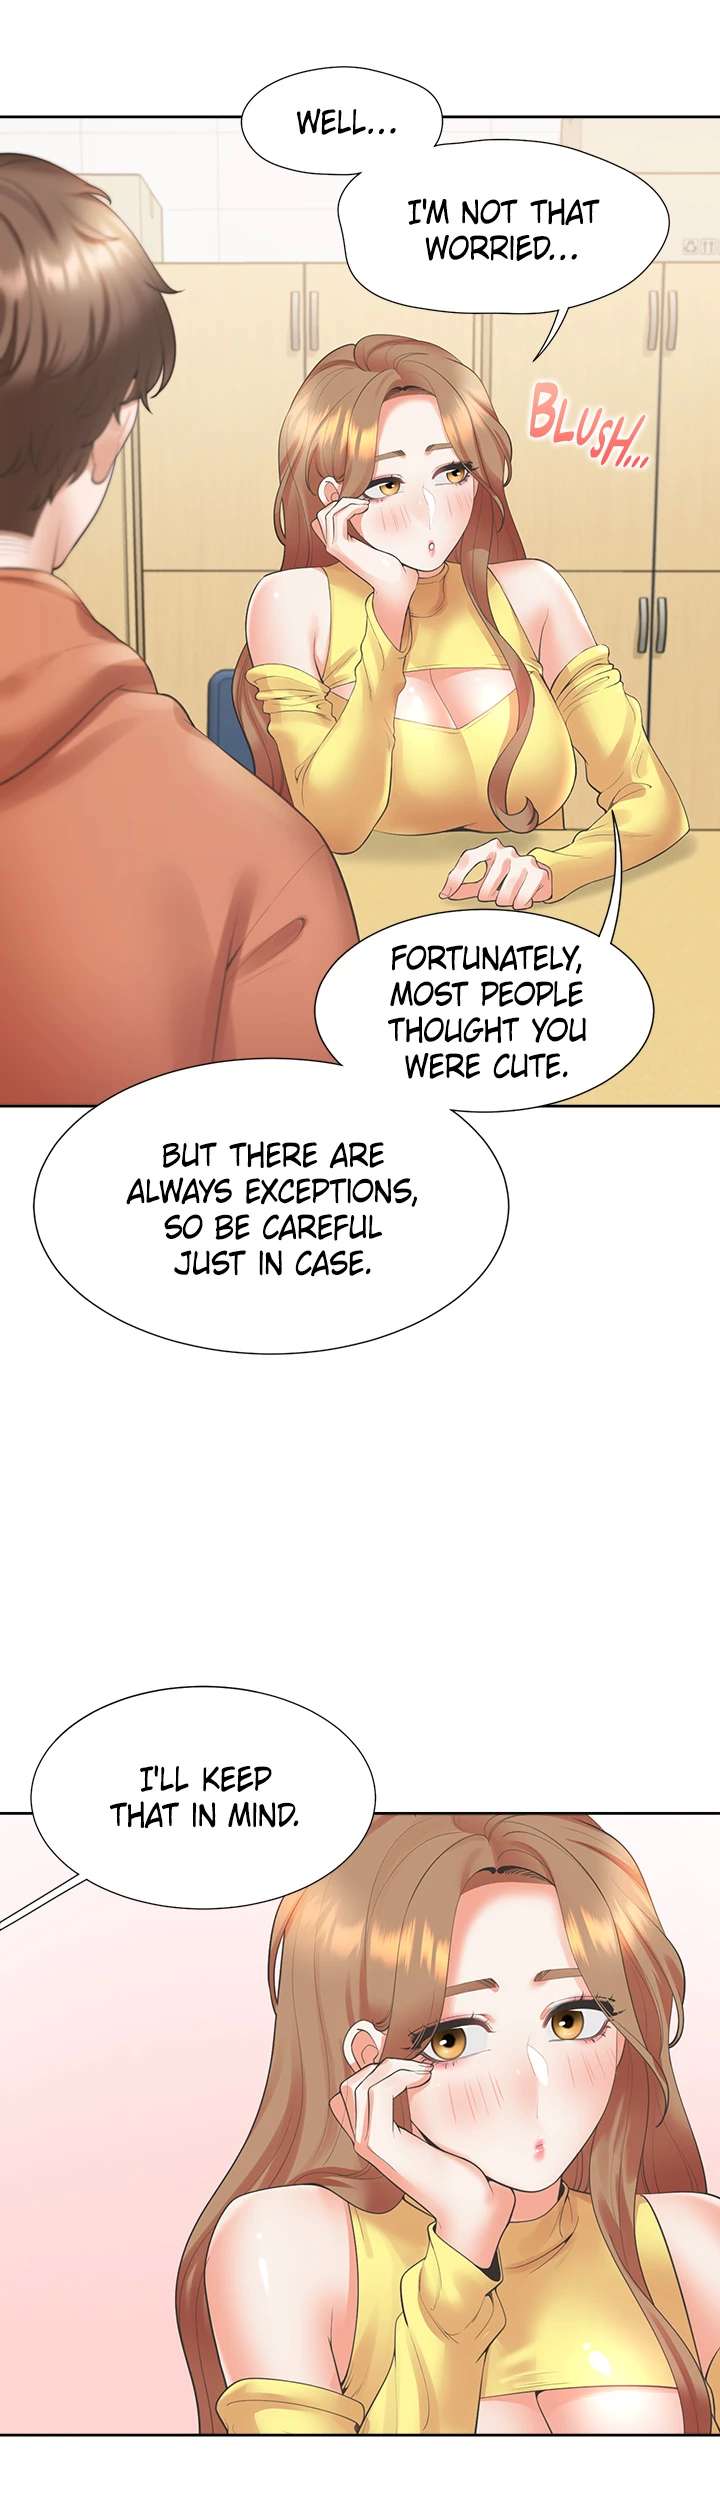 WELL...
I'M NOT THAT
WORRIED...
BLUSH...
FORTUNATELY,
MOST PEOPLE
THOUGHT YOU
WERE CUTE.
BUT THERE ARE
ALWAYS EXCEPTIONS,
SO BE CAREFUL
JUST IN CASE.
I'LL KEEP
THAT IN MIND.